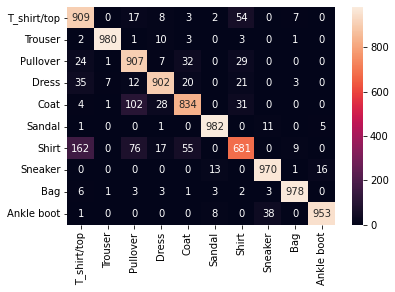 T_shirt/top 909 0 17 8 3 2 54 0 7 0
Trouser 2 980 1 10 3 0 3 0 1 0
Pullover 24 1 907 7 32 0 29 0 0 0
Dress 35 7 12 902 20 0 21 0 3 0
Coat 4 1 102 28 834 0 31 0 0 0
Sandal 1 0 0 1 0 982 0 11 0 5
Shirt 162 0 76 17 55 0 681 0 9 0
Sneaker 0 0 0 0 0 13 0 970 1 16
Bag 6 1 3 3 1 3 2 3 978 0
Ankle boot 1 0 0 0 0 8 0 38 0 953
T_shirt/top Trouser Pullover Dress Coat Sandal Shirt Sneaker Bag Ankle boot
800
600
400
200
0